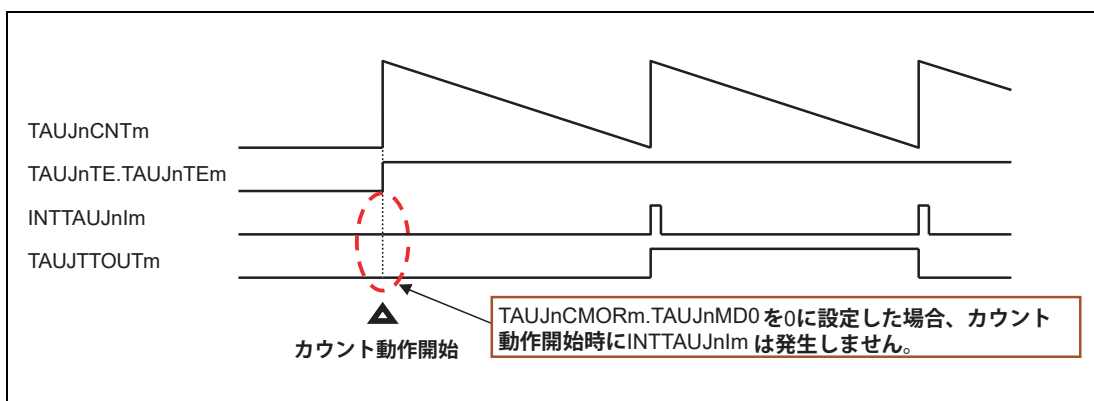 TAUJnCNTm
TAUJnTE.TAUJnTEm
INTTAUJnIm
TAUJTTOUTm
カウント動作開始
TAUJnCMORm.TAUJnMD0 を0に設定した場合、カウント
動作開始時にINTTAUJnIm は発生しません。